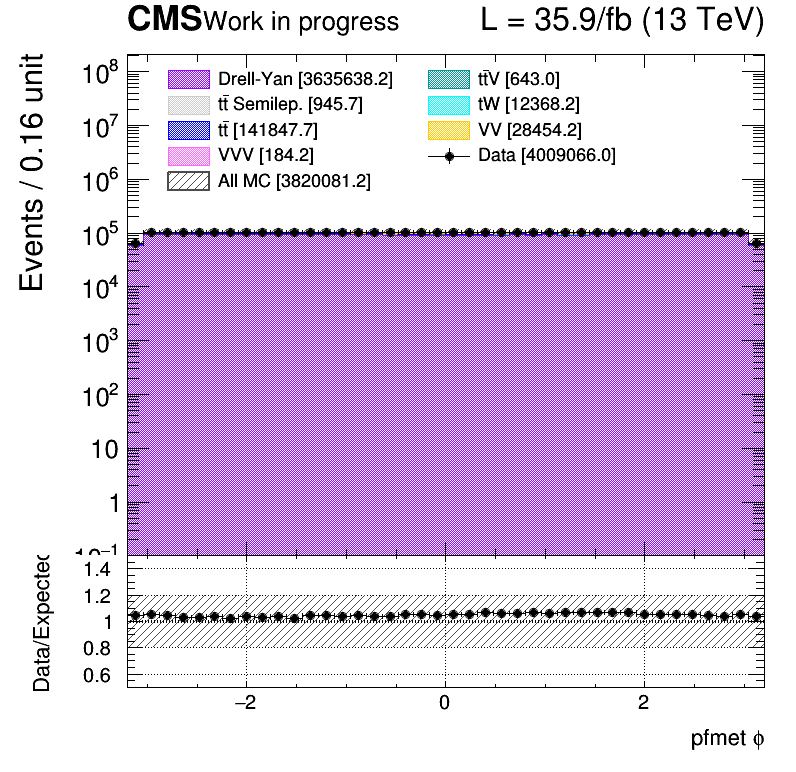 CMS Work in progress L = 35.9/fb (13 TeV)
Events / 0.16 unit
Drell-Yan [3635638.2]
tt̄ Semilep. [945.7]
tt̄ [141847.7]
VVV [184.2]
All MC [3820081.2]
tt̄V [643.0]
tW [12368.2]
VV [28454.2]
Data [4009066.0]
10⁸
10⁷
10⁶
10⁵
10⁴
10³
10²
10
1
10⁻¹
Data/Expected
1.4
1.2
1
0.8
0.6
−2 0 2
pfmet ϕ